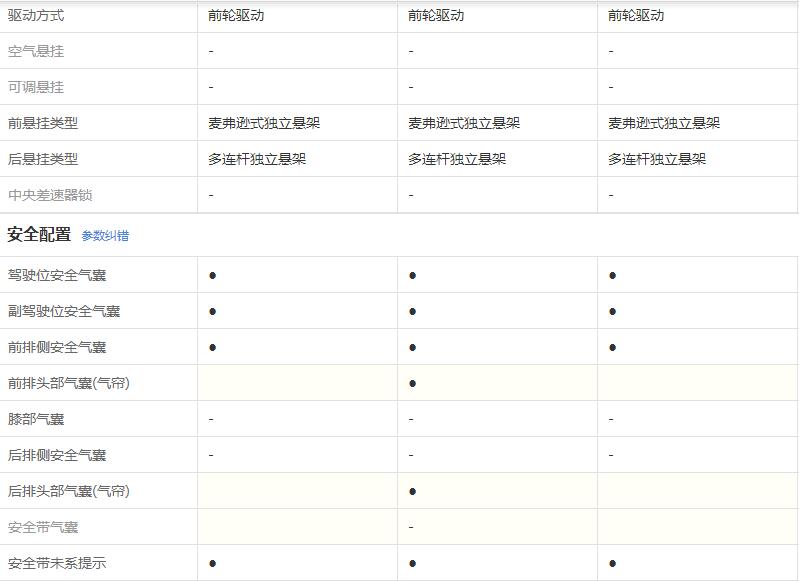 驱动方式 前轮驱动 前轮驱动 前轮驱动
空气悬挂 - - -
可调悬挂 - - -
前悬挂类型 麦弗逊式独立悬架 麦弗逊式独立悬架 麦弗逊式独立悬架
后悬挂类型 多连杆独立悬架 多连杆独立悬架 多连杆独立悬架
中央差速器锁 - - -
安全配置 参数纠错
驾驶位安全气囊 ● ● ●
副驾驶位安全气囊 ● ● ●
前排侧安全气囊 ● ● ●
前排头部气囊(气帘) ●
膝部气囊 - - -
后排侧安全气囊 - - -
后排头部气囊(气帘) ●
安全带气囊 -
安全带未系提示 ● ● ●